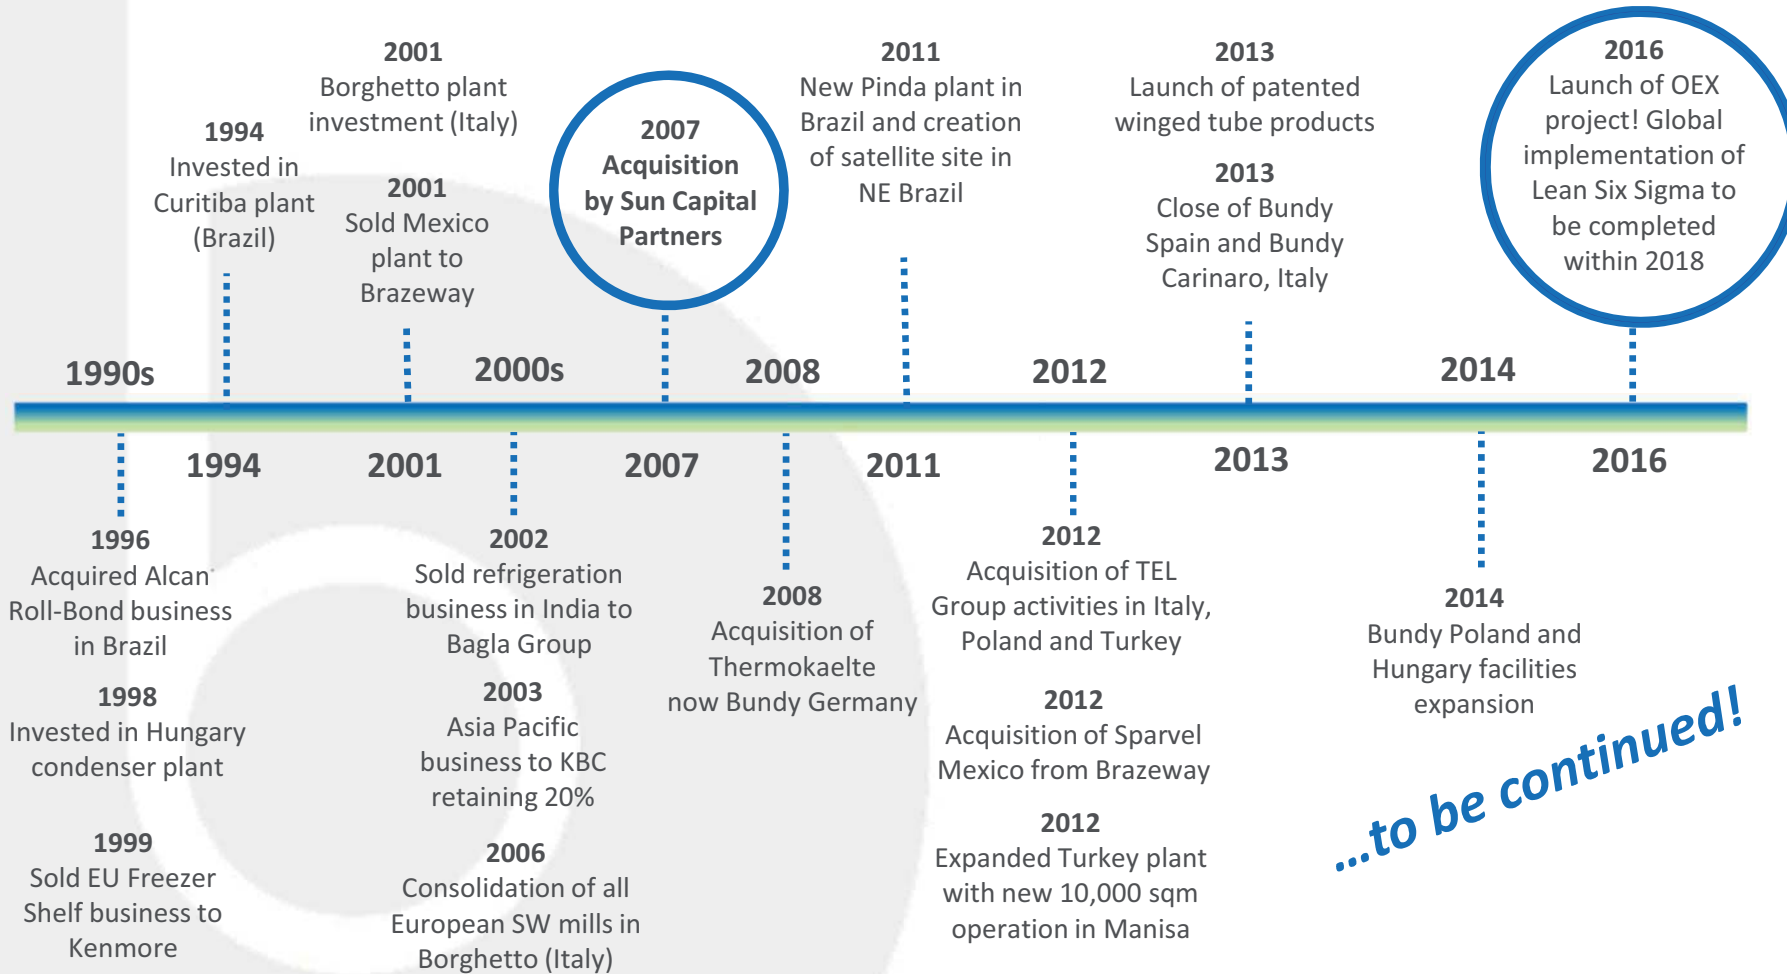 2001
Borghetto plant
investment (Italy)
1994
Invested in
Curitiba plant
(Brazil)
2001
Sold Mexico
plant to
Brazeway
2007
Acquisition
by Sun Capital
Partners
2011
New Pinda plant in
Brazil and creation
of satellite site in
NE Brazil
2013
Launch of patented
winged tube products
2013
Close of Bundy
Spain and Bundy
Carinaro, Italy
2016
Launch of OEX
project! Global
implementation of
Lean Six Sigma to
be completed
within 2018
1990s
2000s
2008
2012
2014
1994
2001
2007
2011
2013
2016
1996
Acquired Alcan
Roll-Bond business
in Brazil
1998
Invested in Hungary
condenser plant
1999
Sold EU Freezer
Shelf business to
Kenmore
2002
Sold refrigeration
business in India to
Bagla Group
2003
Asia Pacific
business to KBC
retaining 20%
2006
Consolidation of all
European SW mills in
Borghetto (Italy)
2008
Acquisition of
Thermokaelte
now Bundy Germany
2012
Acquisition of TEL
Group activities in Italy,
Poland and Turkey
2012
Acquisition of Sparvel
Mexico from Brazeway
2012
Expanded Turkey plant
with new 10,000 sqm
operation in Manisa
2014
Bundy Poland and
Hungary facilities
expansion
...to be continued!